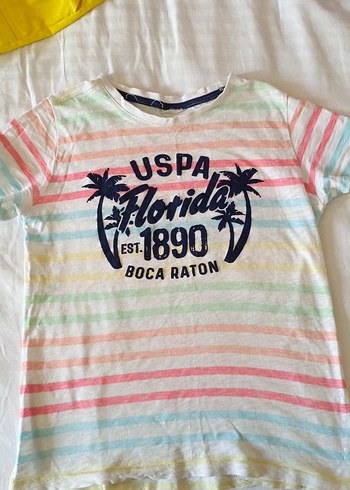 USPA
Florida
EST. 1890
BOCA RATON